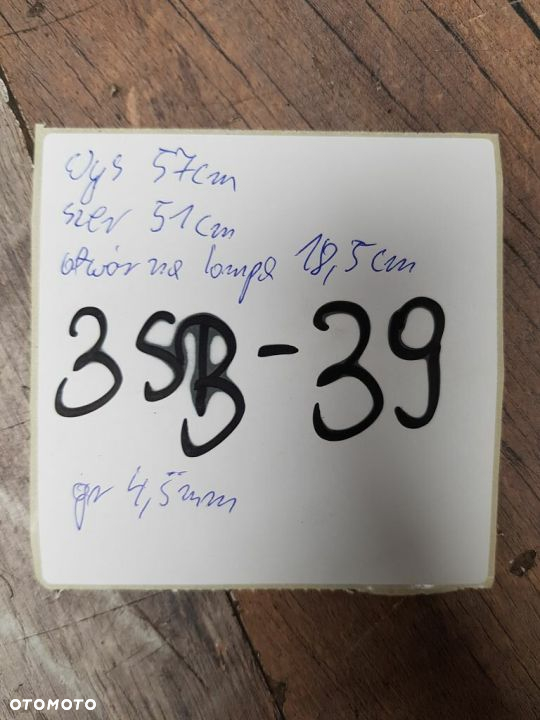 wys 57cm
szer 51cm
otwór na lampę 18,5cm
3SB-39
gr 4,5mm
OTOMOTO